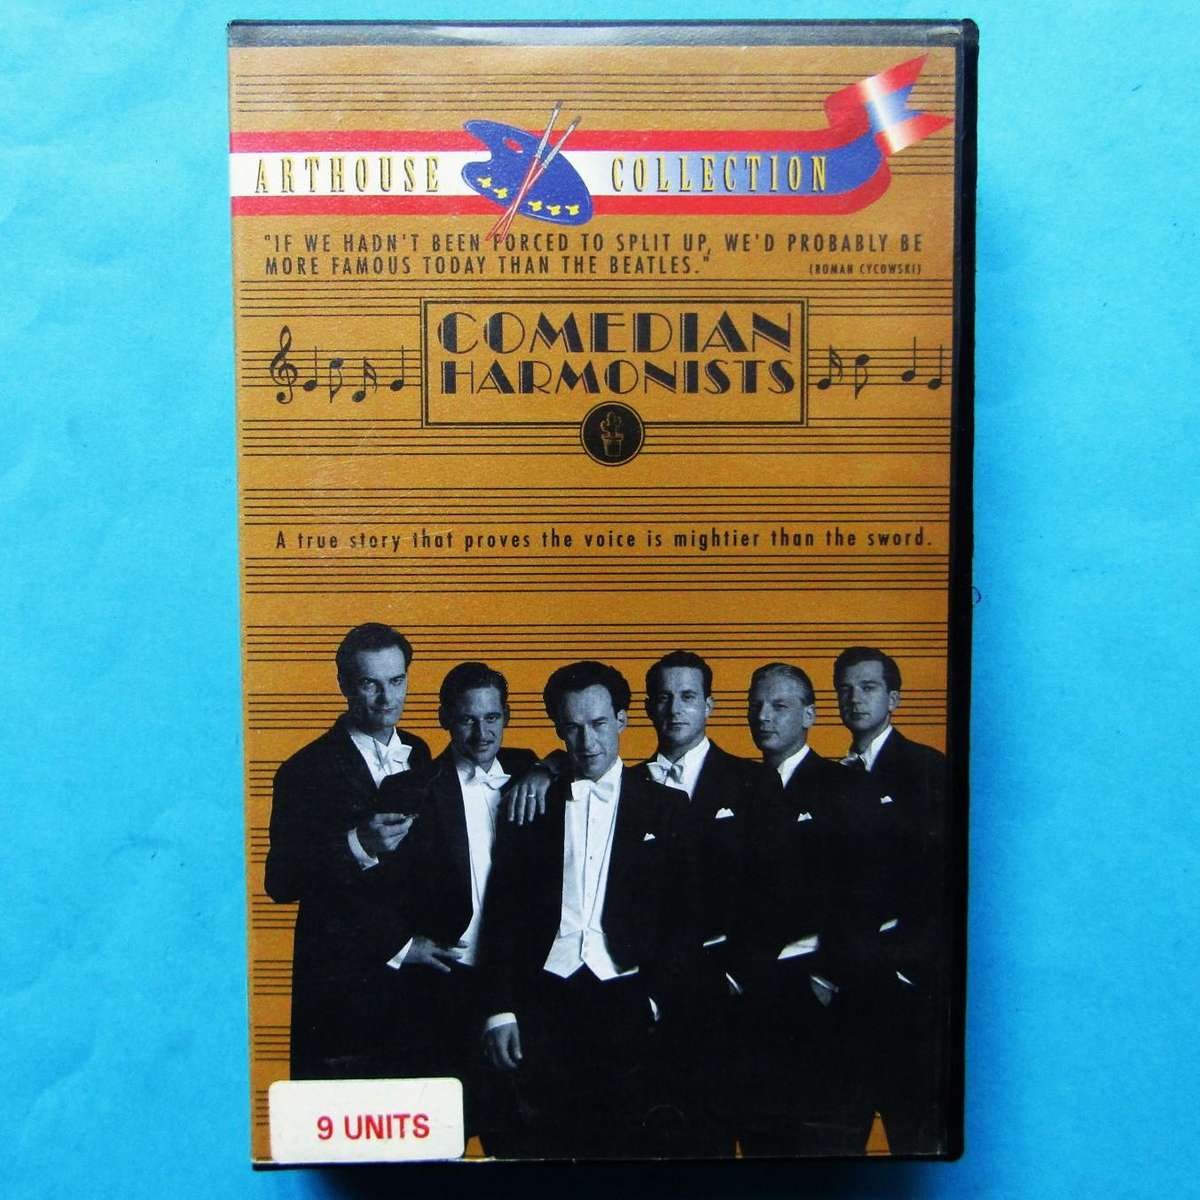 ARTHOUSE COLLECTION
"IF WE HADN'T BEEN FORCED TO SPLIT UP, WE'D PROBABLY BE
MORE FAMOUS TODAY THAN THE BEATLES."
(ROMAN CYCOWSKI)
COMEDIAN
HARMONISTS
A true story that proves the voice is mightier than the sword.
9 UNITS